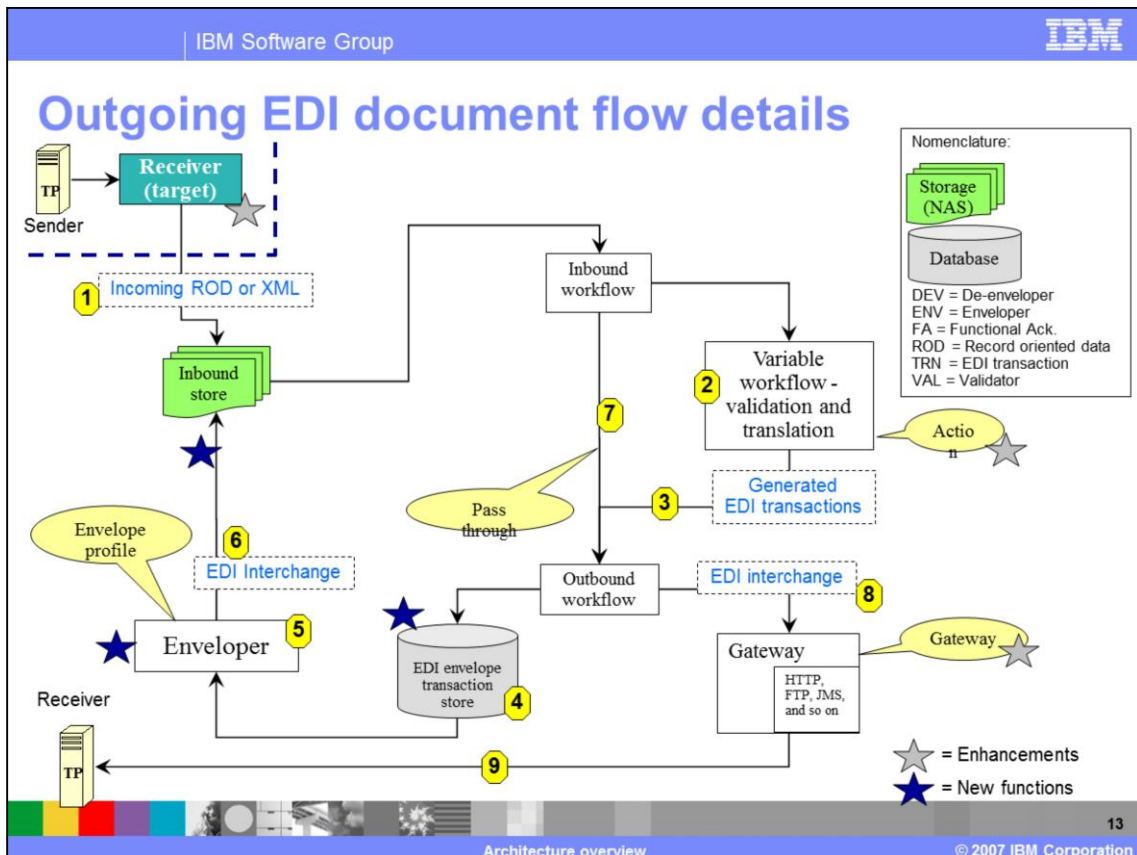 IBM Software Group
IBM
Outgoing EDI document flow details
TP
Sender
Receiver
(target)
Nomenclature:
Storage
(NAS)
Database
DEV = De-enveloper
ENV = Enveloper
FA = Functional Ack.
ROD = Record oriented data
TRN = EDI transaction
VAL = Validator
1
Incoming ROD or XML
Inbound
workflow
Inbound
store
2
Variable
workflow -
validation and
translation
7
Actio
n
Generated
EDI transactions
3
Pass
through
Envelope
profile
6
EDI Interchange
Outbound
workflow
EDI interchange
8
Enveloper
5
EDI envelope
transaction
store
4
Gateway
HTTP,
FTP, JMS,
and so on
Gateway
Receiver
TP
9
= Enhancements
= New functions
13
Architecture overview
© 2007 IBM Corporation